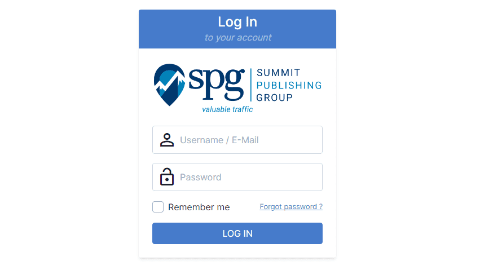 Log In
to your account
spg
SUMMIT
PUBLISHING
GROUP
valuable traffic
Username / E-Mail
Password
Remember me
Forgot password ?
LOG IN